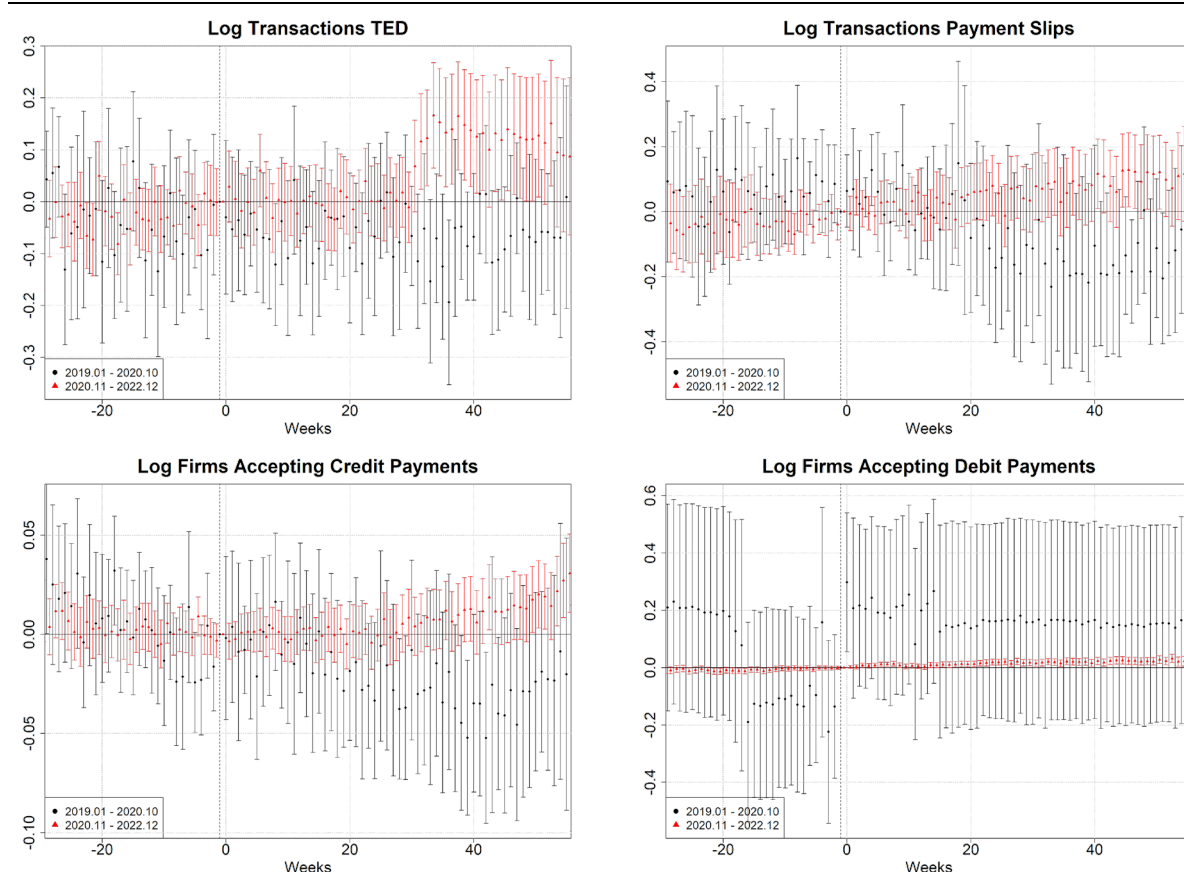 Log Transactions TED
0.3
0.2
0.1
0.0
-0.1
-0.2
-0.3
2019.01 - 2020.10
2020.11 - 2022.12
-20
0
20
40
Weeks
Log Transactions Payment Slips
0.4
0.2
0.0
-0.2
-0.4
2019.01 - 2020.10
2020.11 - 2022.12
-20
0
20
40
Weeks
Log Firms Accepting Credit Payments
0.05
0.00
-0.05
-0.10
2019.01 - 2020.10
2020.11 - 2022.12
-20
0
20
40
Weeks
Log Firms Accepting Debit Payments
0.6
0.4
0.2
0.0
-0.2
-0.4
2019.01 - 2020.10
2020.11 - 2022.12
-20
0
20
40
Weeks